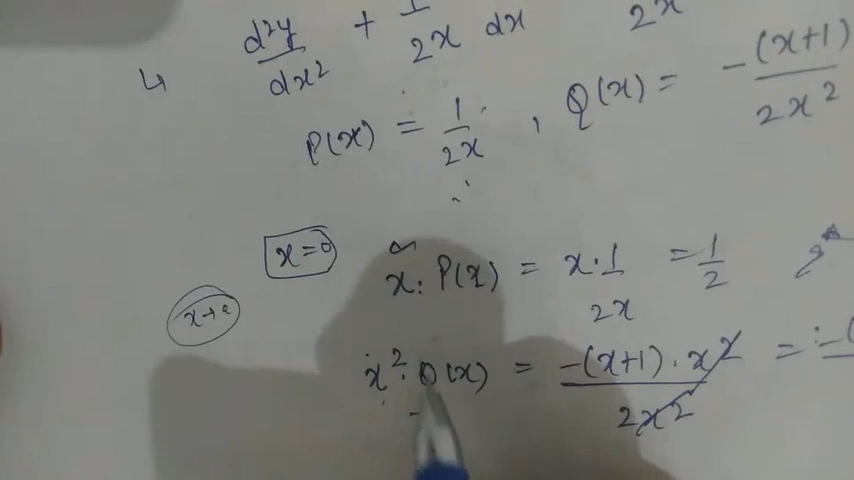 ↳ d²y/dx² + 1/2x dx 2x
P(x) = 1/2x , Q(x) = -(x+1)/2x²
x=0 x. P(x) = x.1/2x = 1/2
x→a
x². Q(x) = -(x+1).x²/2x² = -(